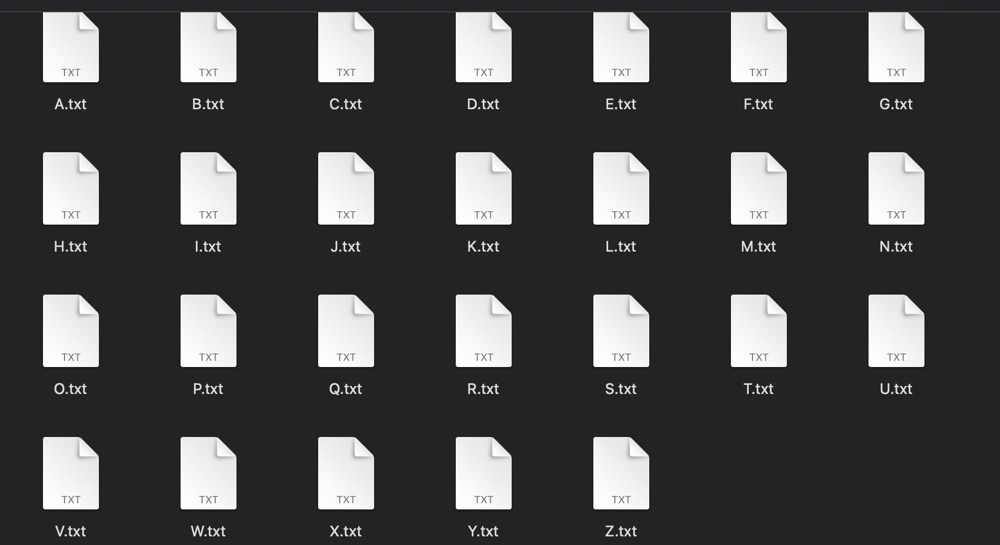 TXT TXT TXT TXT TXT TXT TXT
A.txt B.txt C.txt D.txt E.txt F.txt G.txt
TXT TXT TXT TXT TXT TXT TXT
H.txt I.txt J.txt K.txt L.txt M.txt N.txt
TXT TXT TXT TXT TXT TXT TXT
O.txt P.txt Q.txt R.txt S.txt T.txt U.txt
TXT TXT TXT TXT TXT
V.txt W.txt X.txt Y.txt Z.txt